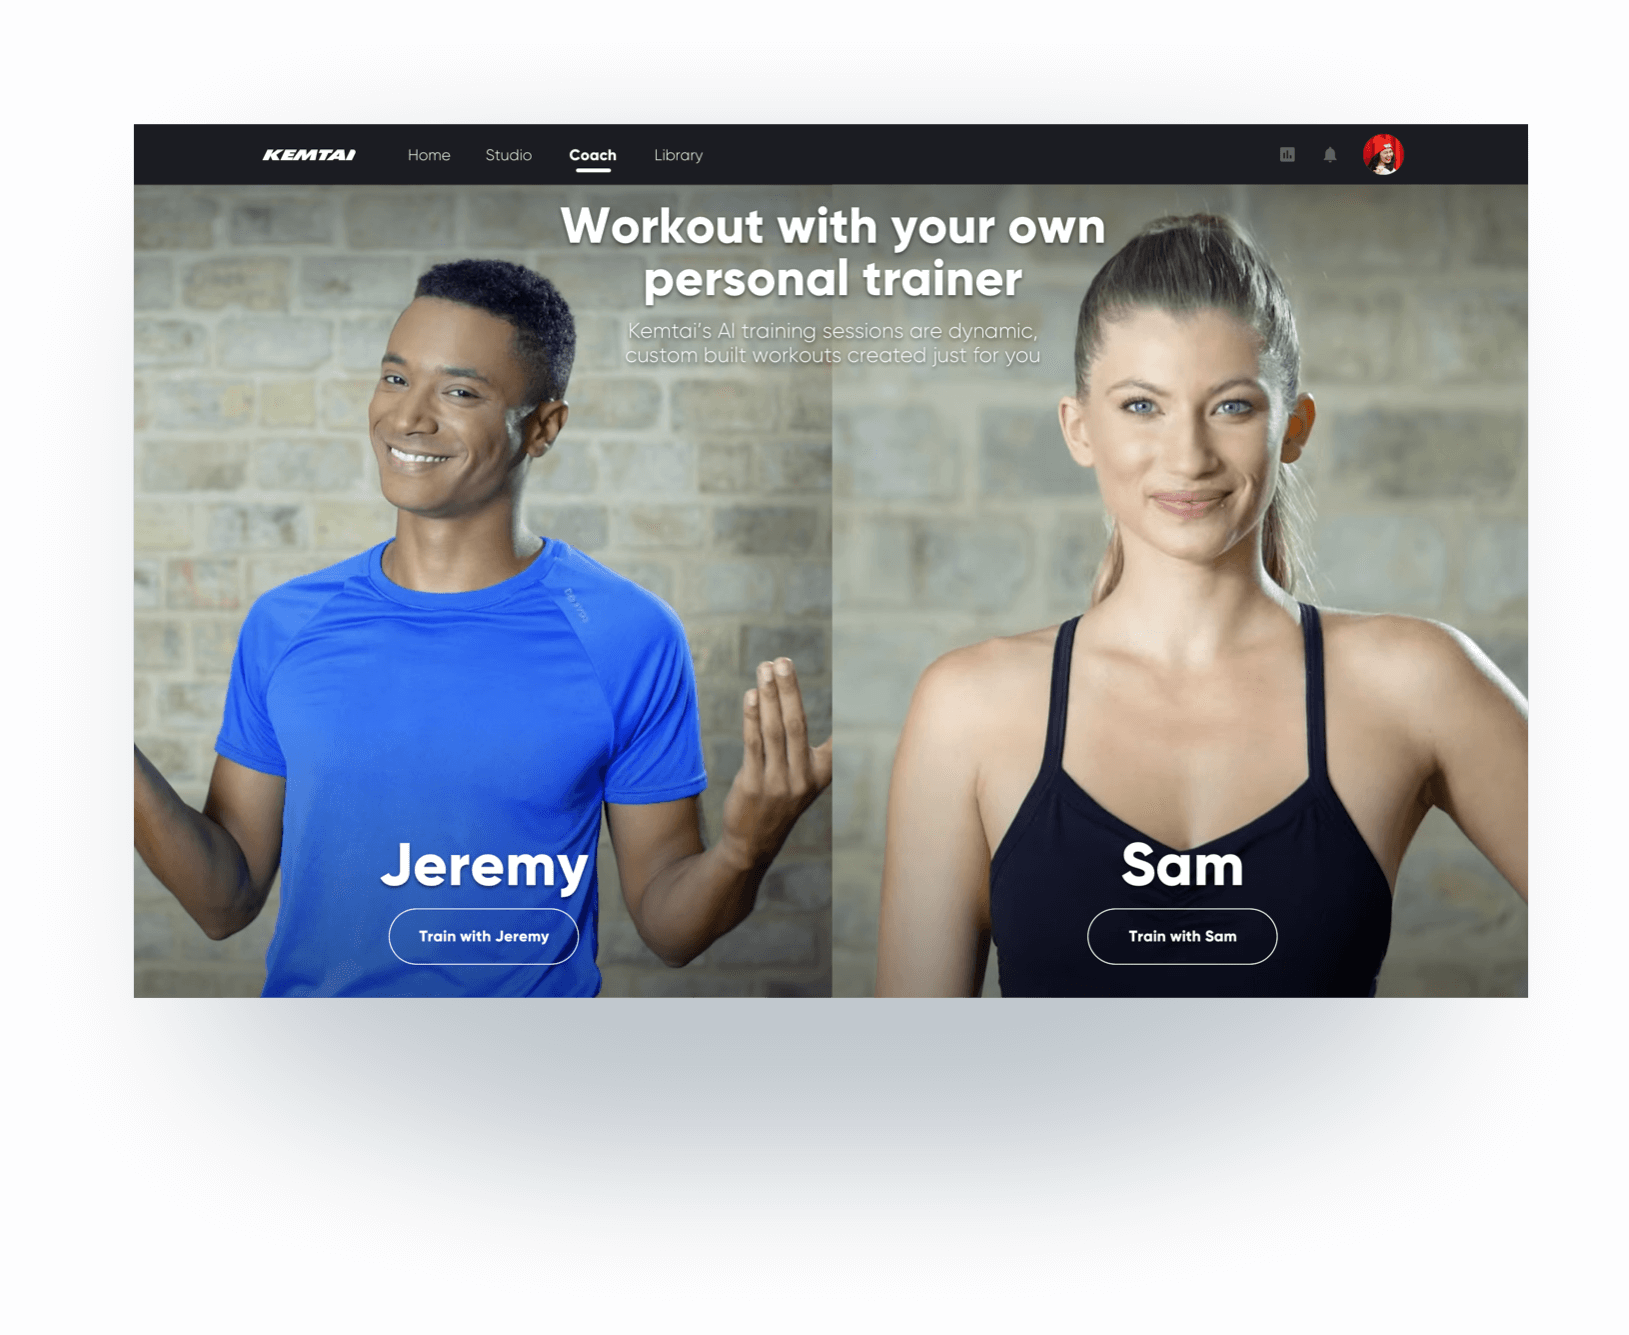 KEMTAI
Home
Studio
Coach
Library
Workout with your own
personal trainer
Kemtai's AI training sessions are dynamic,
custom built workouts created just for you
Jeremy
Train with Jeremy
Sam
Train with Sam